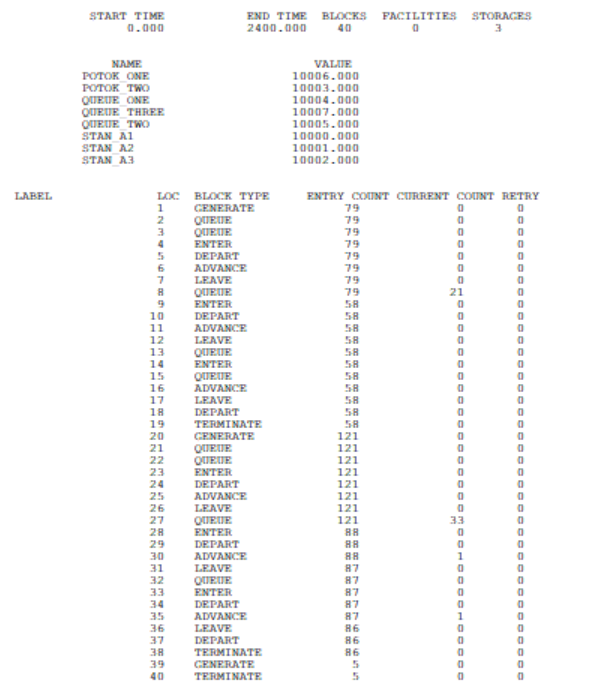 START TIME END TIME BLOCKS FACILITIES STORAGES
0.000 2400.000 40 0 3
NAME VALUE
POTOK_ONE 10006.000
POTOK_TWO 10003.000
QUEUE_ONE 10004.000
QUEUE_THREE 10007.000
QUEUE_TWO 10005.000
STAN_A1 10000.000
STAN_A2 10001.000
STAN_A3 10002.000
LABEL LOC BLOCK TYPE ENTRY COUNT CURRENT COUNT RETRY
1 GENERATE 79 0 0
2 QUEUE 79 0 0
3 QUEUE 79 0 0
4 ENTER 79 0 0
5 DEPART 79 0 0
6 ADVANCE 79 0 0
7 LEAVE 79 0 0
8 QUEUE 79 21 0
9 ENTER 58 0 0
10 DEPART 58 0 0
11 ADVANCE 58 0 0
12 LEAVE 58 0 0
13 QUEUE 58 0 0
14 ENTER 58 0 0
15 QUEUE 58 0 0
16 ADVANCE 58 0 0
17 LEAVE 58 0 0
18 DEPART 58 0 0
19 TERMINATE 58 0 0
20 GENERATE 121 0 0
21 QUEUE 121 0 0
22 QUEUE 121 0 0
23 ENTER 121 0 0
24 DEPART 121 0 0
25 ADVANCE 121 0 0
26 LEAVE 121 0 0
27 QUEUE 121 33 0
28 ENTER 88 0 0
29 DEPART 88 0 0
30 ADVANCE 88 1 0
31 LEAVE 87 0 0
32 QUEUE 87 0 0
33 ENTER 87 0 0
34 DEPART 87 0 0
35 ADVANCE 87 1 0
36 LEAVE 86 0 0
37 DEPART 86 0 0
38 TERMINATE 86 0 0
39 GENERATE 5 0 0
40 TERMINATE 5 0 0